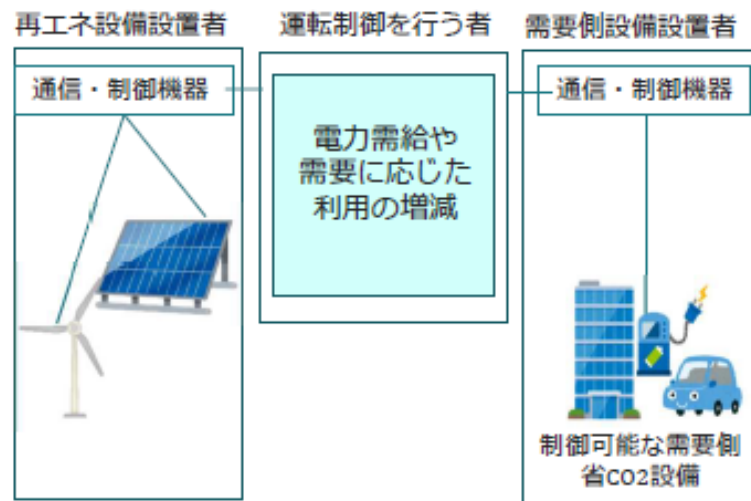 再エネ設備設置者
運転制御を行う者
需要側設備設置者
通信・制御機器
通信・制御機器
電力需給や
需要に応じた
利用の増減
制御可能な需要側
省CO2設備